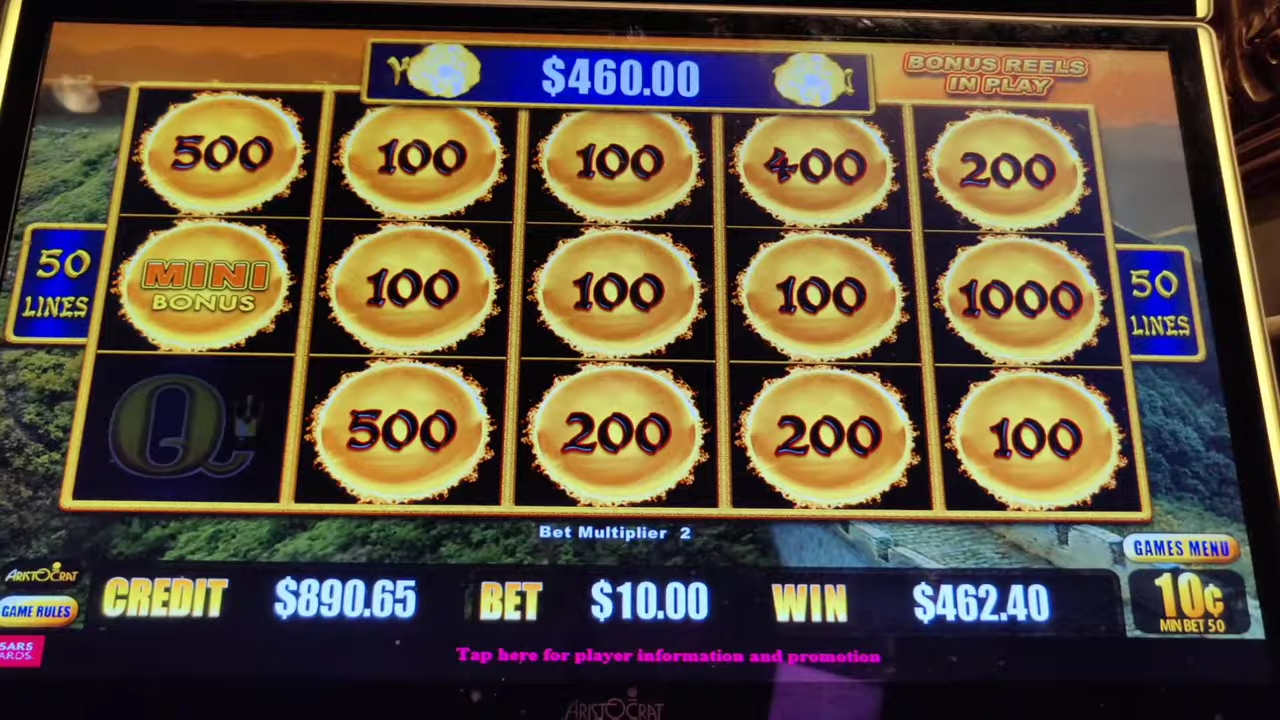 $460.00
BONUS REELS
IN PLAY
500 100 100 400 200
MINI
BONUS
100 100 100 1000
50
LINES
50
LINES
Q
500 200 200 100
Bet Multiplier 2
GAMES MENU
ARISTOCRAT
GAME RULES
CREDIT $890.65 BET $10.00 WIN $462.40
10¢
MIN BET 50
Tap here for player information and promotion
ARISTOCRAT